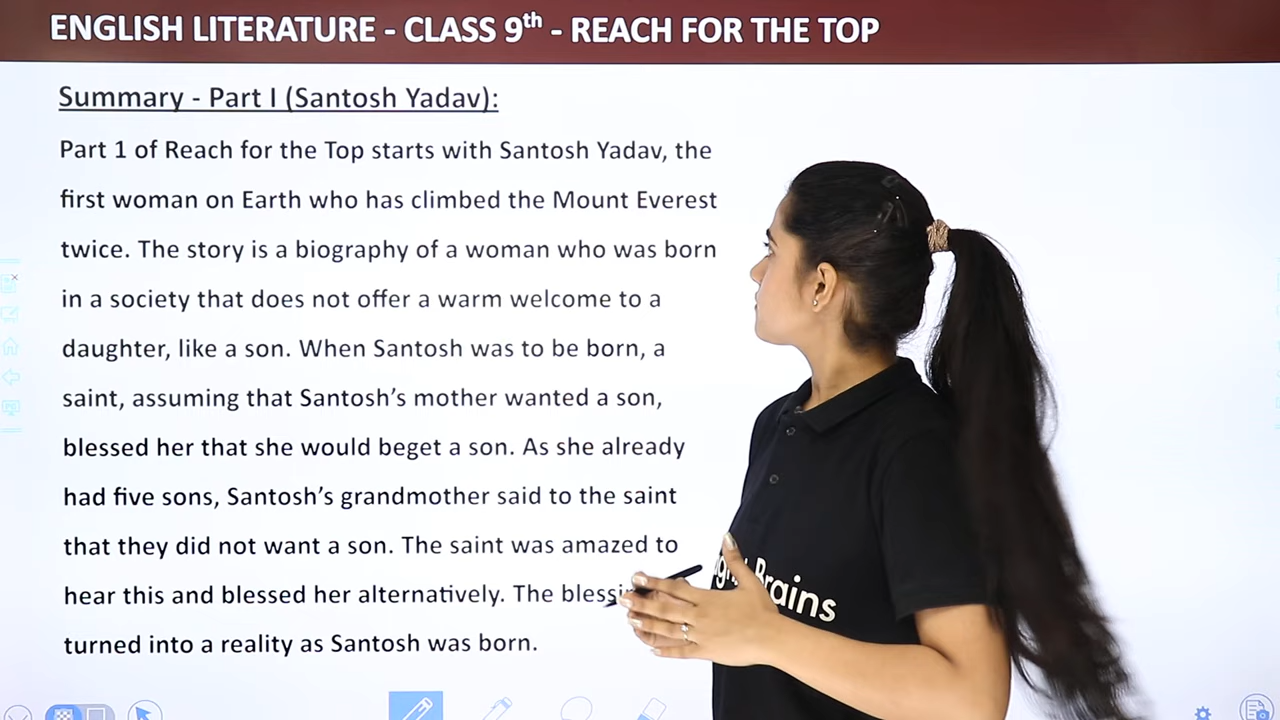 ENGLISH LITERATURE - CLASS 9th - REACH FOR THE TOP
Summary - Part I (Santosh Yadav):
Part 1 of Reach for the Top starts with Santosh Yadav, the
first woman on Earth who has climbed the Mount Everest
twice. The story is a biography of a woman who was born
in a society that does not offer a warm welcome to a
daughter, like a son. When Santosh was to be born, a
saint, assuming that Santosh’s mother wanted a son,
blessed her that she would beget a son. As she already
had five sons, Santosh’s grandmother said to the saint
that they did not want a son. The saint was amazed to
hear this and blessed her alternatively. The
turned into a reality as Santosh was born.
Brains